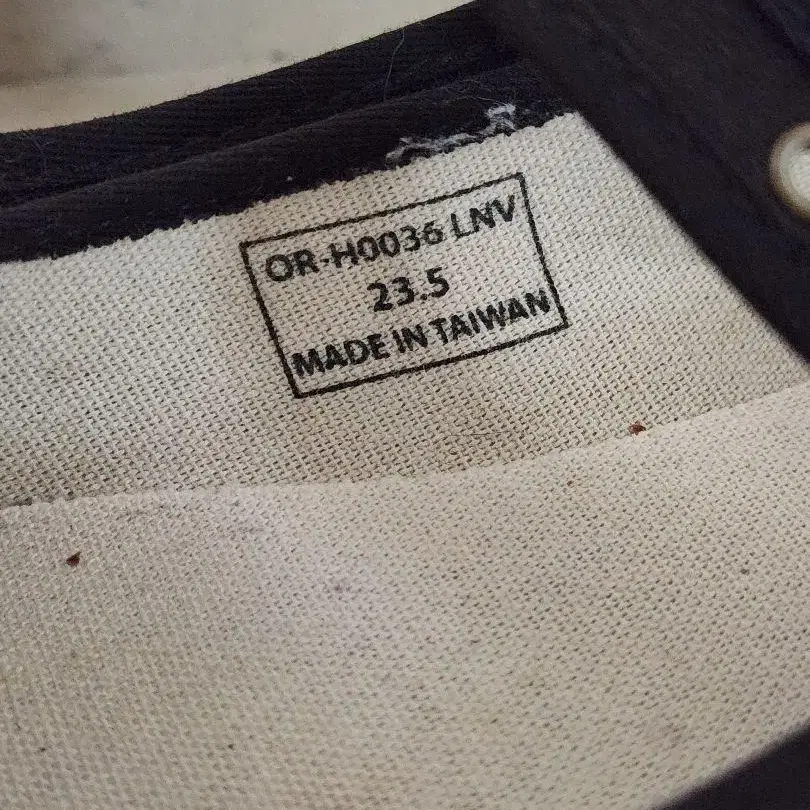 OR-H0036 LNV
23.5
MADE IN TAIWAN